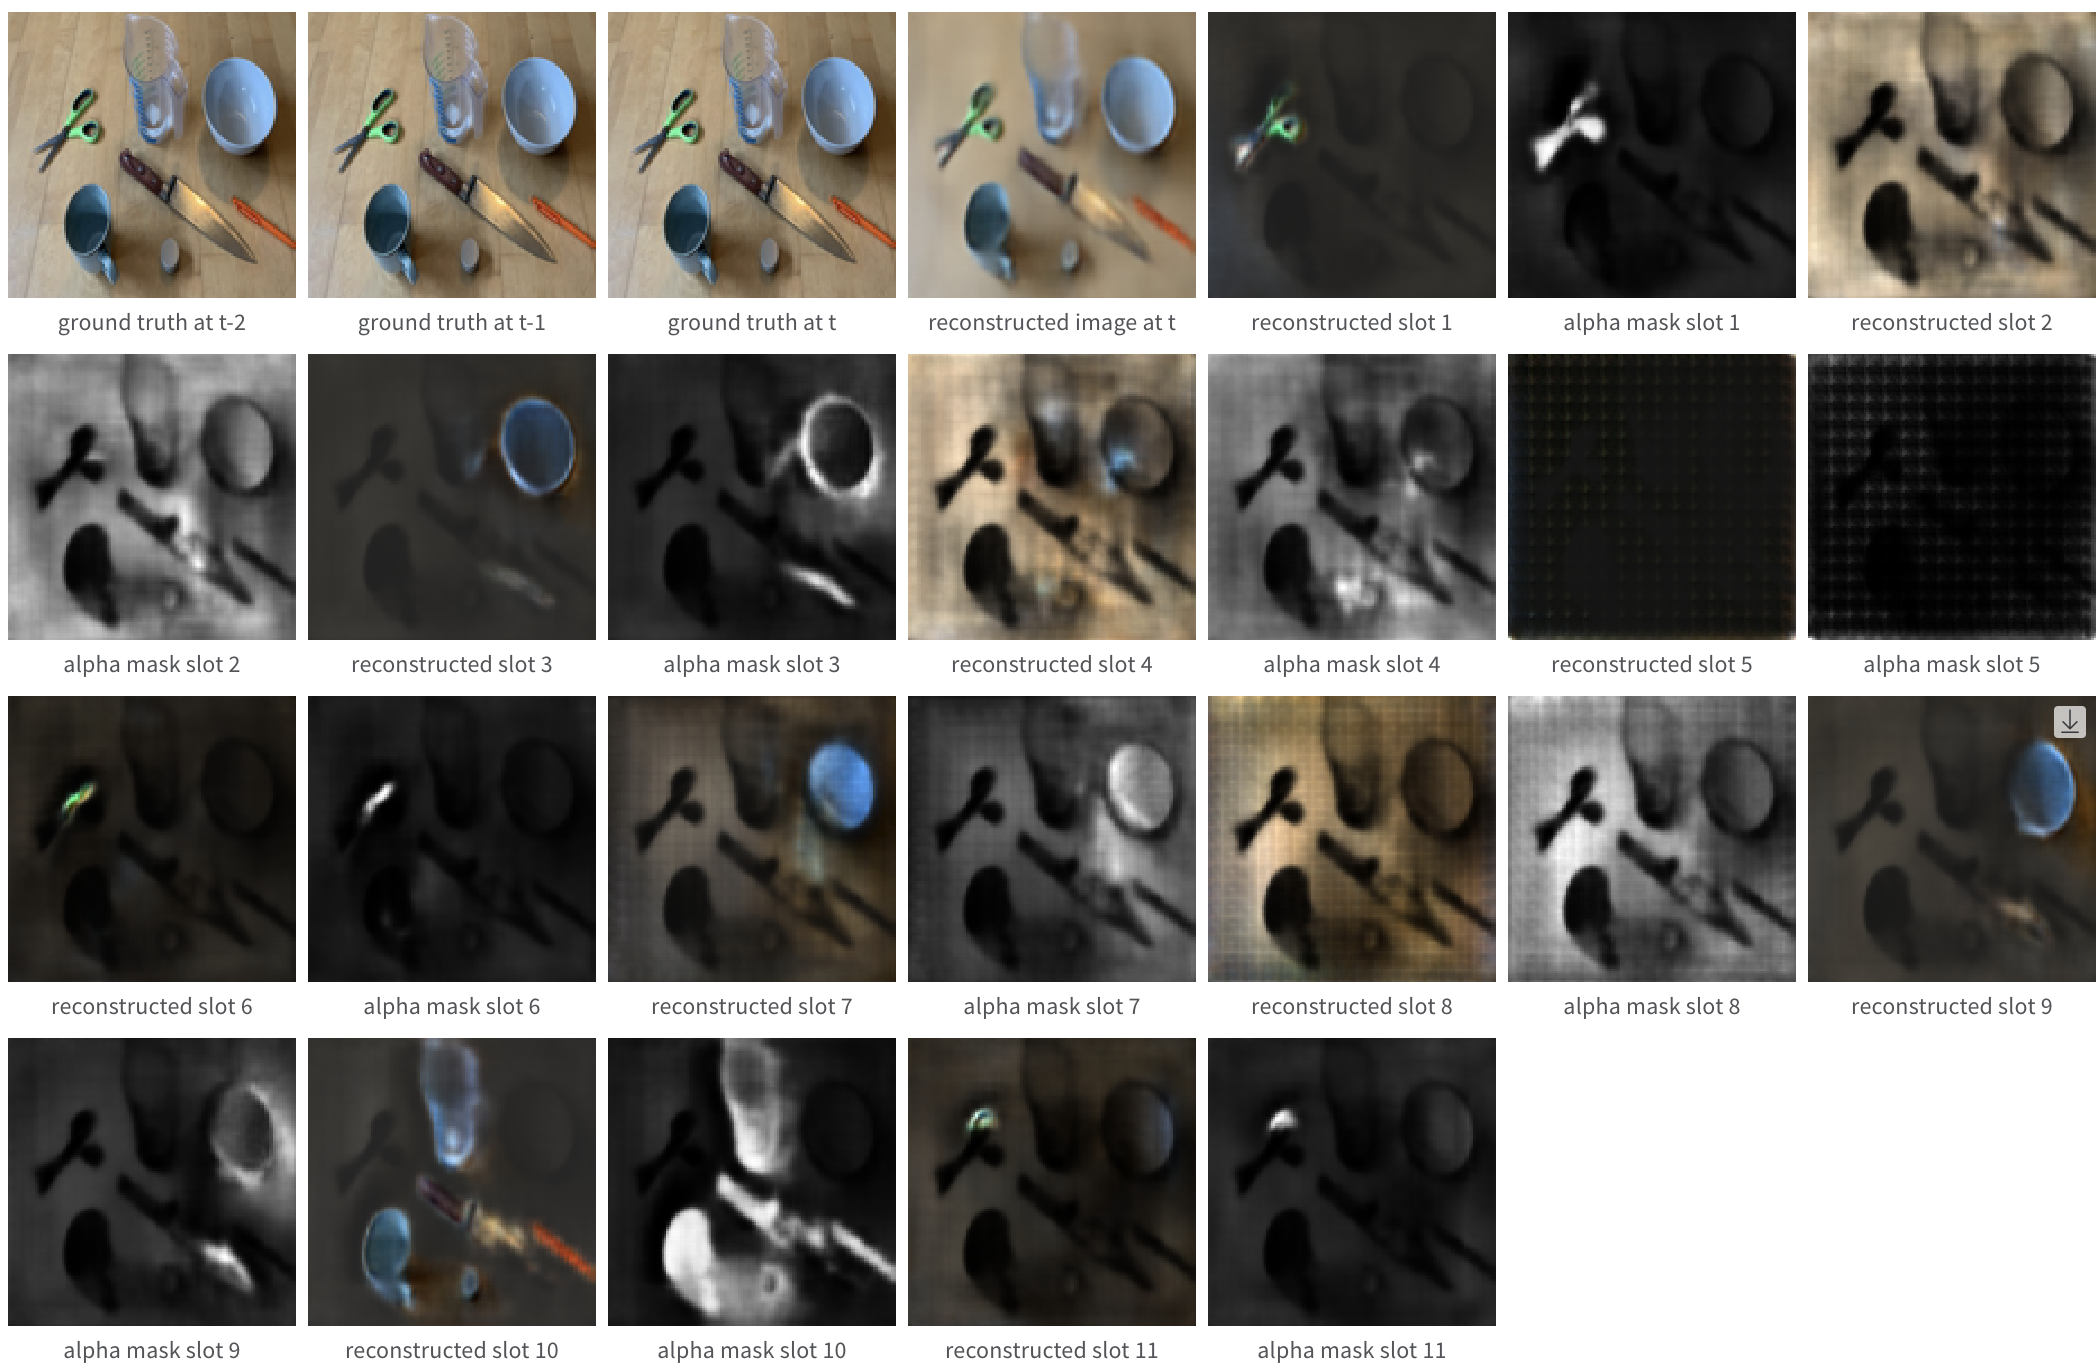 ground truth at t-2
ground truth at t-1
ground truth at t
reconstructed image at t
reconstructed slot 1
alpha mask slot 1
reconstructed slot 2
alpha mask slot 2
reconstructed slot 3
alpha mask slot 3
reconstructed slot 4
alpha mask slot 4
reconstructed slot 5
alpha mask slot 5
reconstructed slot 6
alpha mask slot 6
reconstructed slot 7
alpha mask slot 7
reconstructed slot 8
alpha mask slot 8
reconstructed slot 9
alpha mask slot 9
reconstructed slot 10
alpha mask slot 10
reconstructed slot 11
alpha mask slot 11